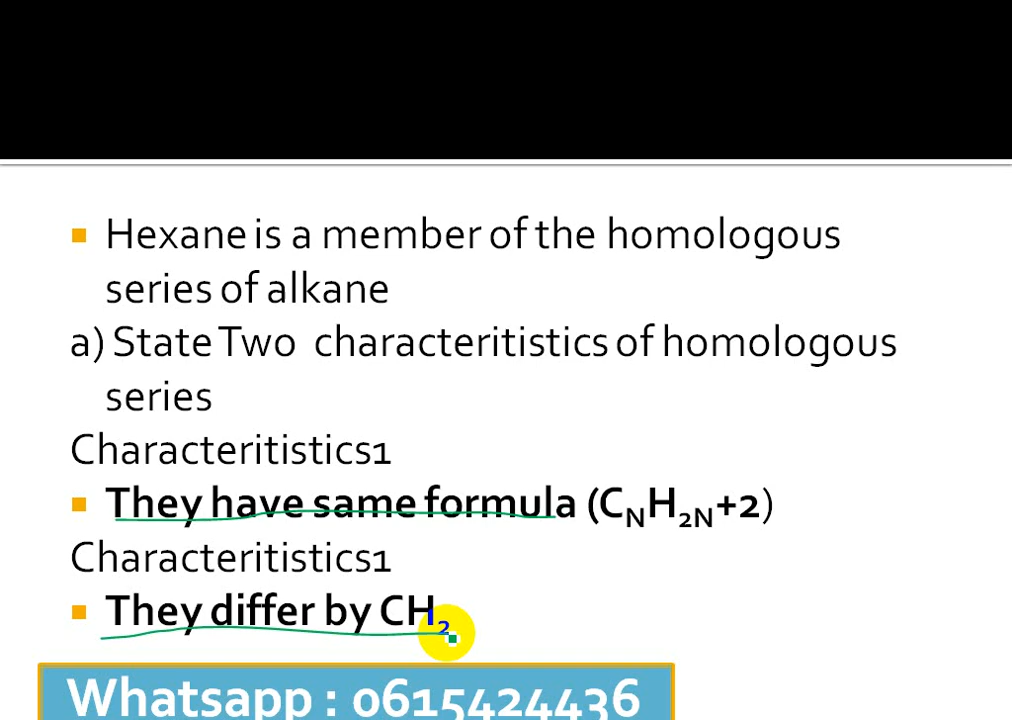 Hexane is a member of the homologous
series of alkane
a) State Two characteritistics of homologous
series
Characteritistics1
They have same formula (CNH2N+2)
Characteritistics1
They differ by CH2
Whatsapp : 0615424436